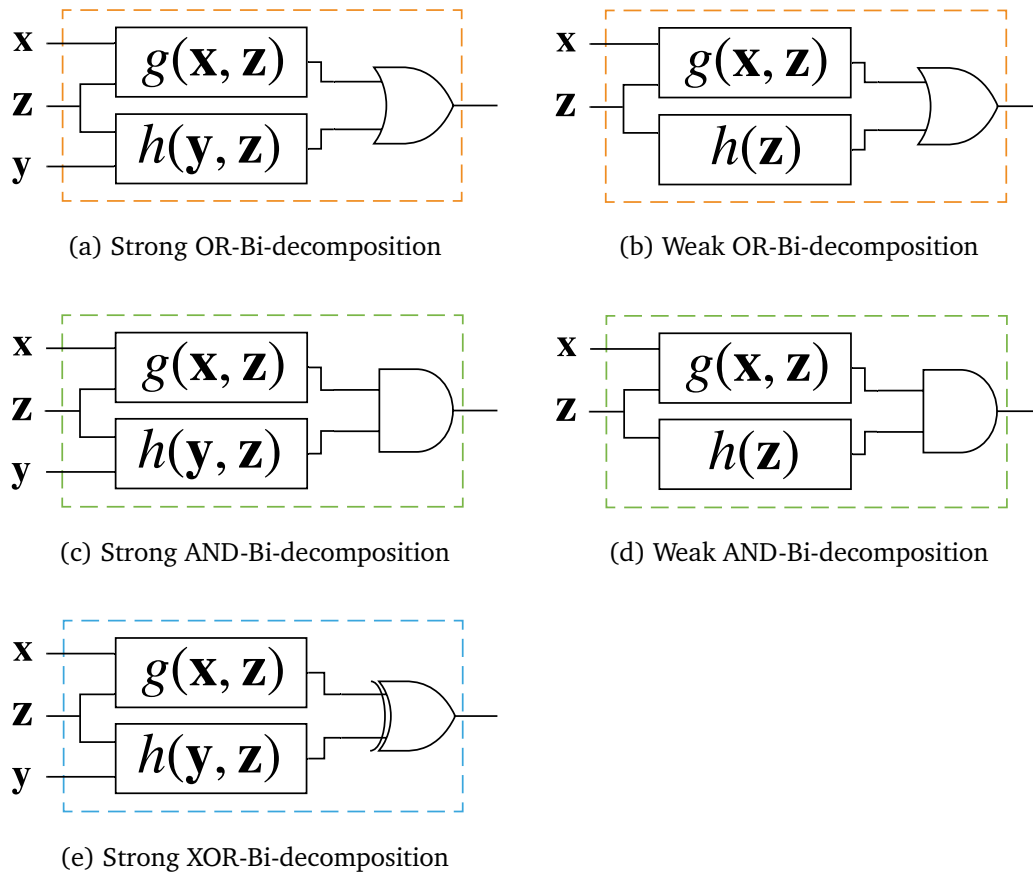 x
g(x, z)
z
h(y, z)
y
(a) Strong OR-Bi-decomposition
x
g(x, z)
z
h(z)
(b) Weak OR-Bi-decomposition
x
g(x, z)
z
h(y, z)
y
(c) Strong AND-Bi-decomposition
x
g(x, z)
z
h(z)
(d) Weak AND-Bi-decomposition
x
g(x, z)
z
h(y, z)
y
(e) Strong XOR-Bi-decomposition